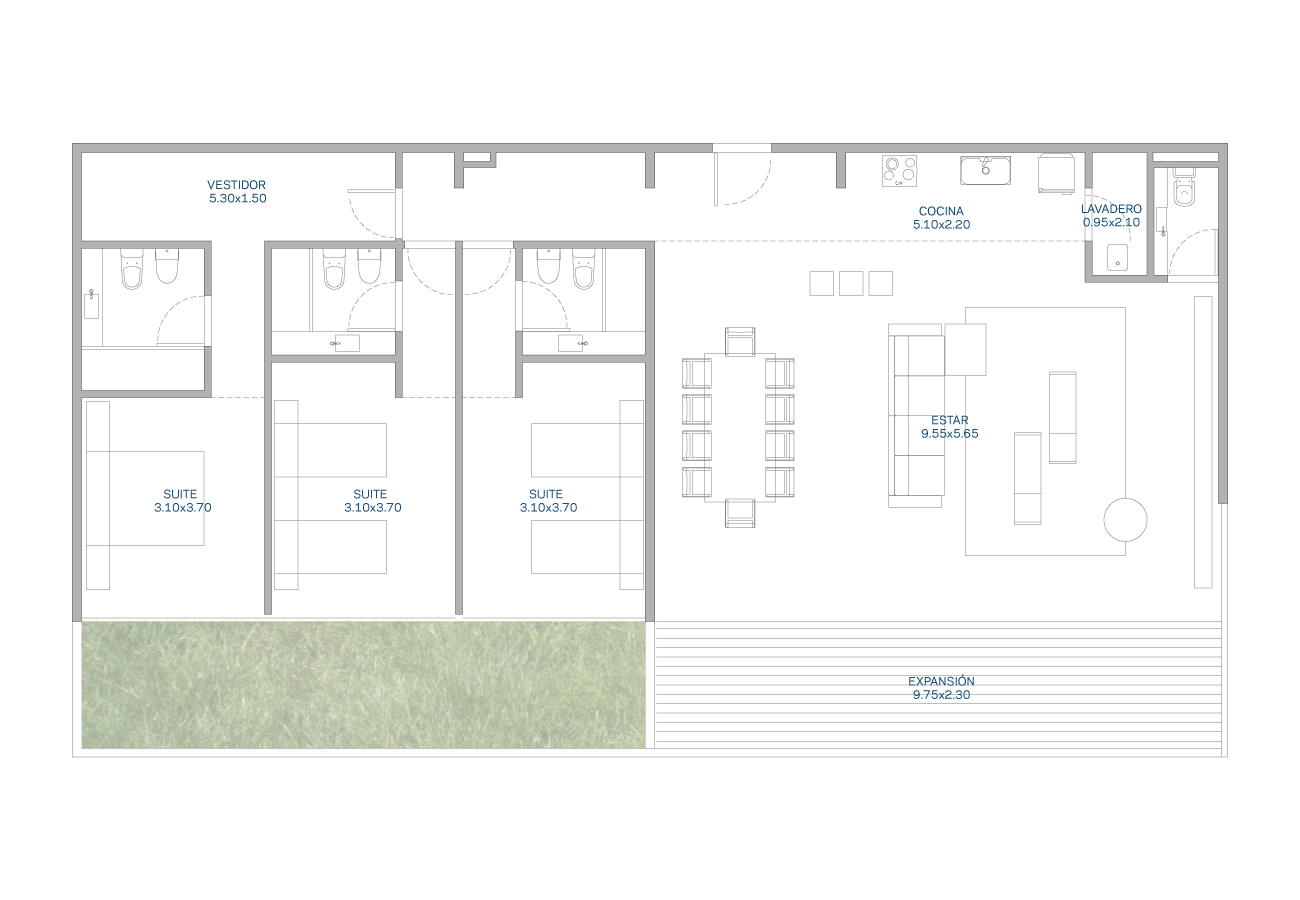 VESTIDOR
5.30x1.50
COCINA
5.10x2.20
LAVADERO
0.95x2.10
ESTAR
9.55x5.65
SUITE
3.10x3.70
SUITE
3.10x3.70
SUITE
3.10x3.70
EXPANSIÓN
9.75x2.30